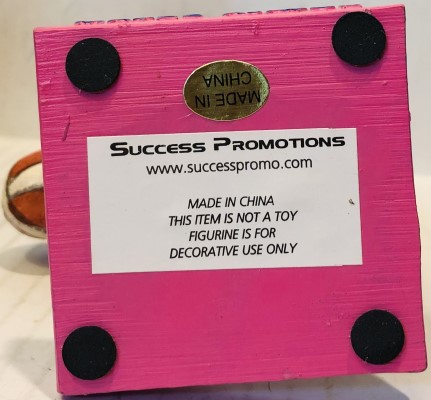 MADE IN
CHINA
SUCCESS PROMOTIONS
www.successpromo.com
MADE IN CHINA
THIS ITEM IS NOT A TOY
FIGURINE IS FOR
DECORATIVE USE ONLY